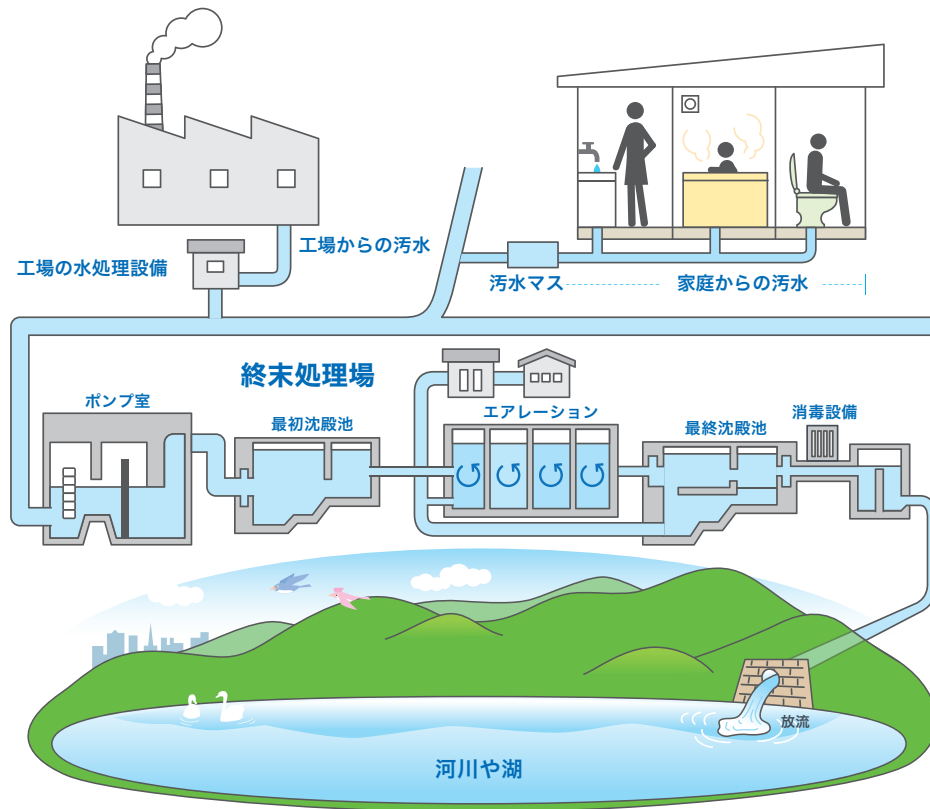 工場からの汚水
工場の水処理設備
汚水マス
家庭からの汚水
終末処理場
ポンプ室
最初沈殿池
エアレーション
最終沈殿池
消毒設備
放流
河川や湖